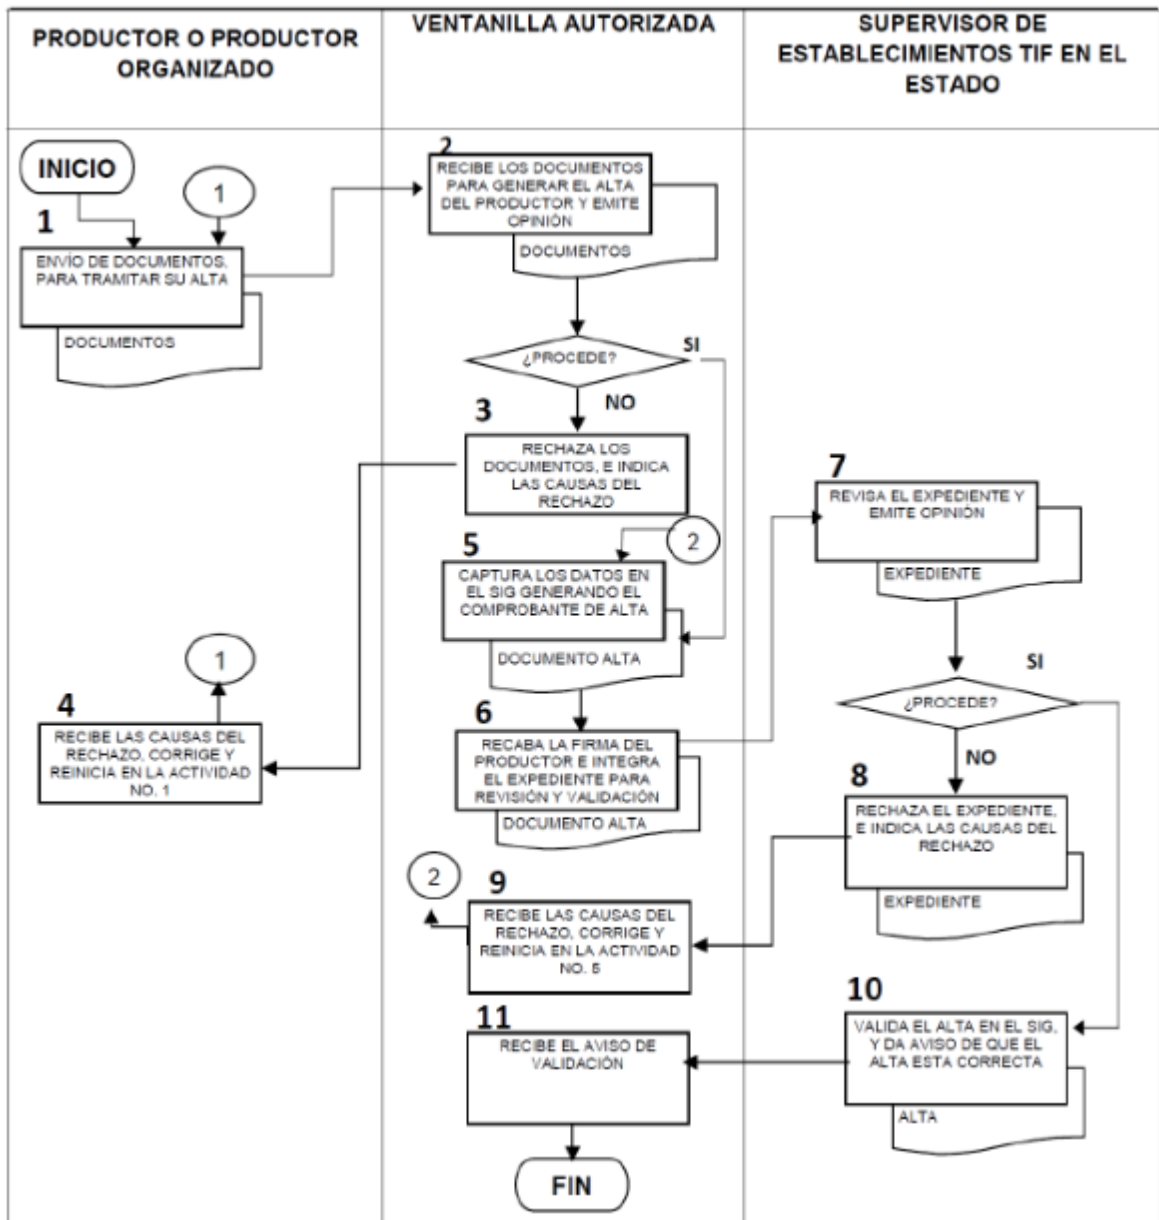 PRODUCTOR O PRODUCTOR
ORGANIZADO
VENTANILLA AUTORIZADA
SUPERVISOR DE
ESTABLECIMIENTOS TIF EN EL
ESTADO
INICIO
1
1
ENVÍO DE DOCUMENTOS,
PARA TRAMITAR SU ALTA
DOCUMENTOS
2
RECIBE LOS DOCUMENTOS
PARA GENERAR EL ALTA
DEL PRODUCTOR Y EMITE
OPINIÓN
DOCUMENTOS
¿PROCEDE?
SI
NO
3
RECHAZA LOS
DOCUMENTOS, E INDICA
LAS CAUSAS DEL
RECHAZO
1
4
RECIBE LAS CAUSAS DEL
RECHAZO, CORRIGE Y
REINICIA EN LA ACTIVIDAD
NO. 1
2
5
CAPTURA LOS DATOS EN
EL SIG GENERANDO EL
COMPROBANTE DE ALTA
DOCUMENTO ALTA
6
RECABA LA FIRMA DEL
PRODUCTOR E INTEGRA
EL EXPEDIENTE PARA
REVISIÓN Y VALIDACIÓN
DOCUMENTO ALTA
7
REVISA EL EXPEDIENTE Y
EMITE OPINIÓN
EXPEDIENTE
SI
¿PROCEDE?
NO
8
RECHAZA EL EXPEDIENTE,
E INDICA LAS CAUSAS DEL
RECHAZO
EXPEDIENTE
2
9
RECIBE LAS CAUSAS DEL
RECHAZO, CORRIGE Y
REINICIA EN LA ACTIVIDAD
NO. 5
10
VALIDA EL ALTA EN EL SIG,
Y DA AVISO DE QUE EL
ALTA ESTA CORRECTA
ALTA
11
RECIBE EL AVISO DE
VALIDACIÓN
FIN